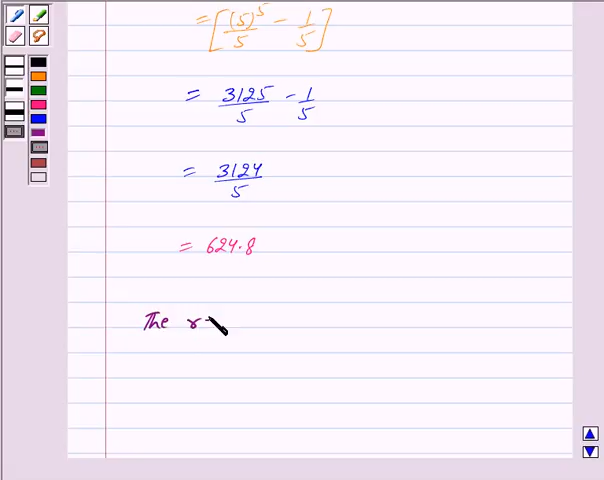 = [(5)^5/5 - 1/5]
= 3125/5 - 1/5
= 3124/5
= 624.8
The r